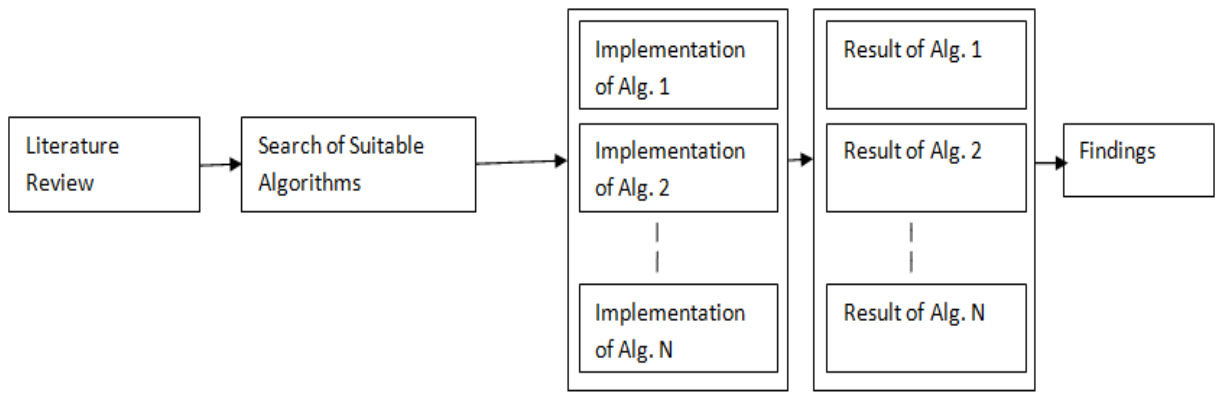 Literature
Review
Search of Suitable
Algorithms
Implementation
of Alg. 1
Implementation
of Alg. 2
Implementation
of Alg. N
Result of Alg. 1
Result of Alg. 2
Result of Alg. N
Findings